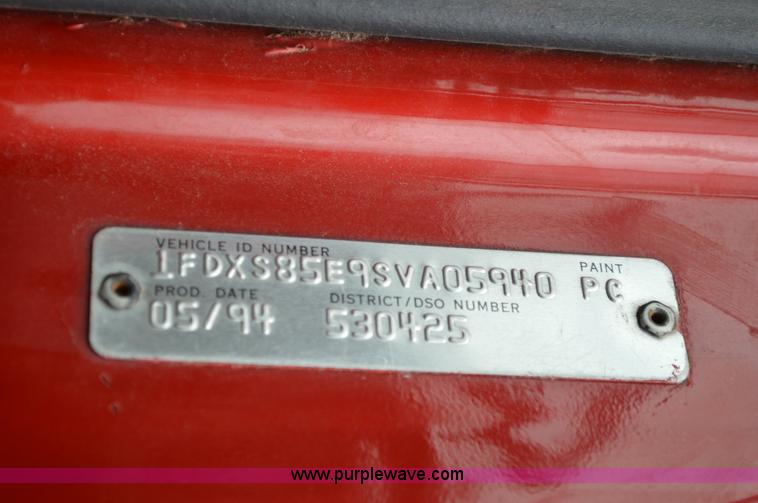 VEHICLE ID NUMBER
1FDXS85E9SVA05940
PAINT
PC
PROD. DATE
05/94
DISTRICT/DSO NUMBER
530425
www.purplewave.com